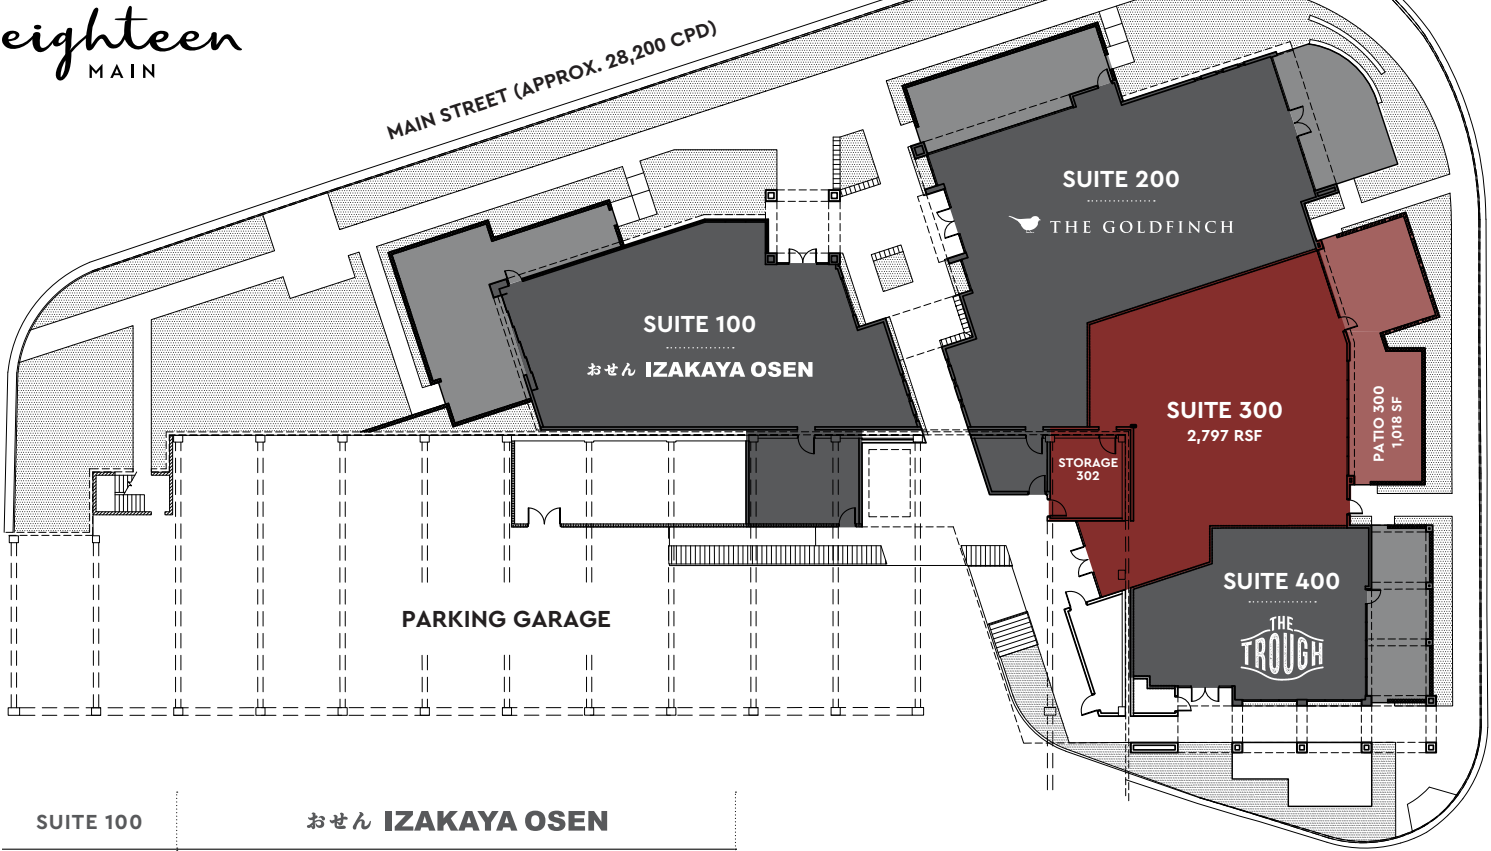 eighteen
MAIN
MAIN STREET (APPROX. 28,200 CPD)
SUITE 200
THE GOLDFINCH
SUITE 100
おせん IZAKAYA OSEN
SUITE 300
2,797 RSF
PATIO 300
1,018 SF
STORAGE
302
SUITE 400
THE
TROUGH
PARKING GARAGE
SUITE 100
おせん IZAKAYA OSEN